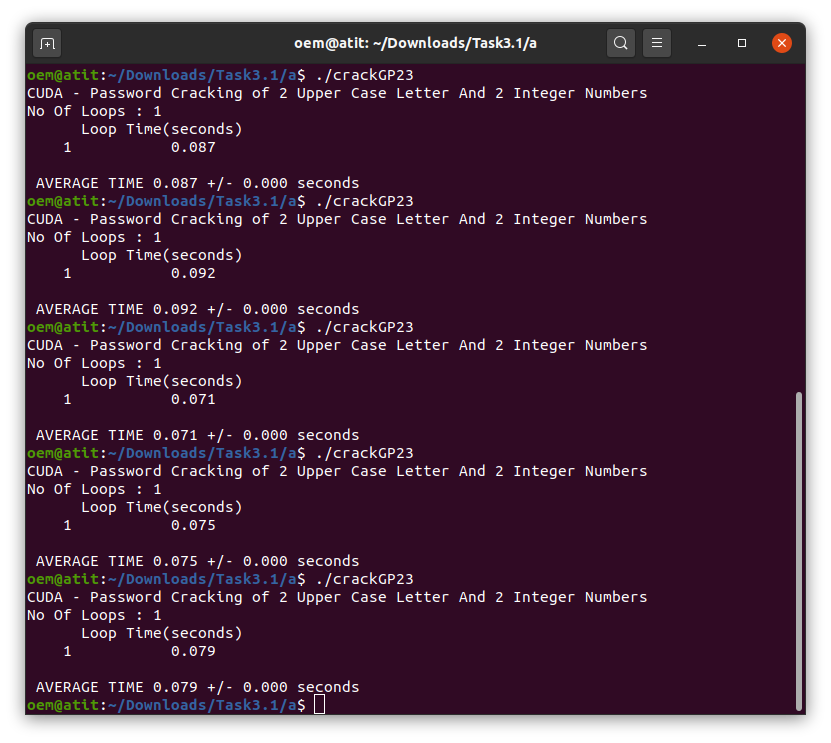 oem@atit: ~/Downloads/Task3.1/a
oem@atit:~/Downloads/Task3.1/a$ ./crackGP23
CUDA - Password Cracking of 2 Upper Case Letter And 2 Integer Numbers
No Of Loops : 1
      Loop Time(seconds)
    1           0.087

 AVERAGE TIME 0.087 +/- 0.000 seconds
oem@atit:~/Downloads/Task3.1/a$ ./crackGP23
CUDA - Password Cracking of 2 Upper Case Letter And 2 Integer Numbers
No Of Loops : 1
      Loop Time(seconds)
    1           0.092

 AVERAGE TIME 0.092 +/- 0.000 seconds
oem@atit:~/Downloads/Task3.1/a$ ./crackGP23
CUDA - Password Cracking of 2 Upper Case Letter And 2 Integer Numbers
No Of Loops : 1
      Loop Time(seconds)
    1           0.071

 AVERAGE TIME 0.071 +/- 0.000 seconds
oem@atit:~/Downloads/Task3.1/a$ ./crackGP23
CUDA - Password Cracking of 2 Upper Case Letter And 2 Integer Numbers
No Of Loops : 1
      Loop Time(seconds)
    1           0.075

 AVERAGE TIME 0.075 +/- 0.000 seconds
oem@atit:~/Downloads/Task3.1/a$ ./crackGP23
CUDA - Password Cracking of 2 Upper Case Letter And 2 Integer Numbers
No Of Loops : 1
      Loop Time(seconds)
    1           0.079

 AVERAGE TIME 0.079 +/- 0.000 seconds
oem@atit:~/Downloads/Task3.1/a$